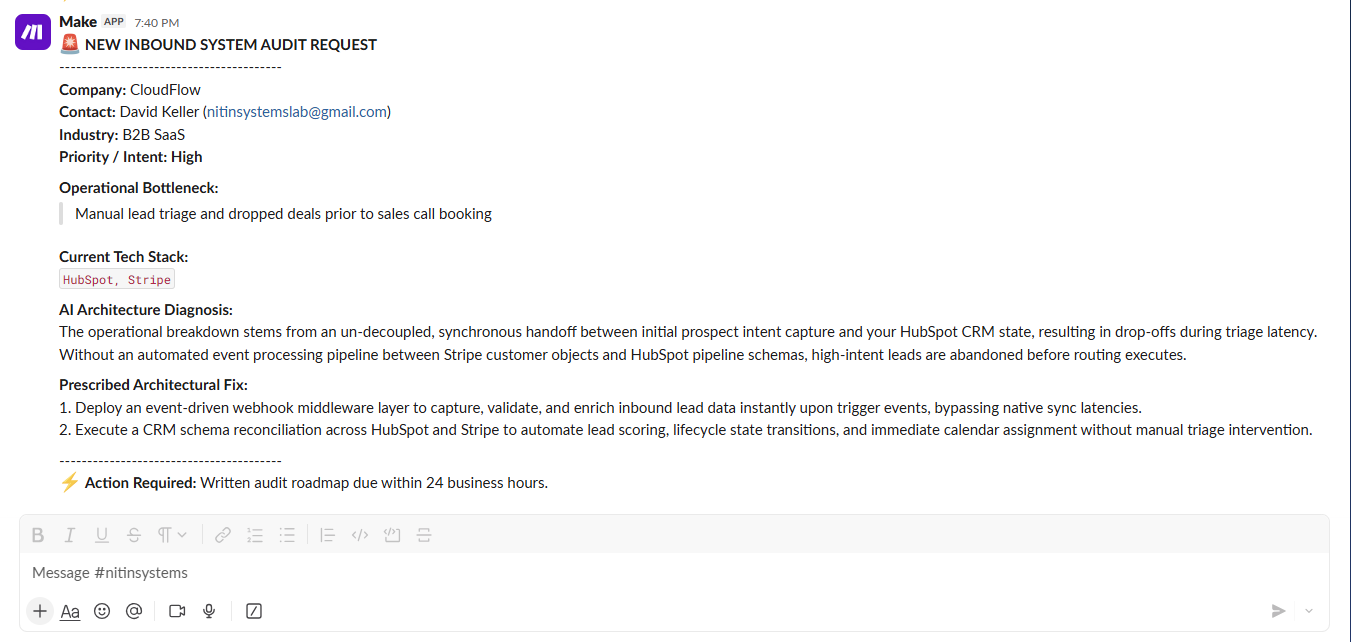 Make APP 7:40 PM
🚨 NEW INBOUND SYSTEM AUDIT REQUEST
-------------------------------------
Company: CloudFlow
Contact: David Keller (nitinsystemslab@gmail.com)
Industry: B2B SaaS
Priority / Intent: High
Operational Bottleneck:
Manual lead triage and dropped deals prior to sales call booking
Current Tech Stack:
HubSpot, Stripe
AI Architecture Diagnosis:
The operational breakdown stems from an un-decoupled, synchronous handoff between initial prospect intent capture and your HubSpot CRM state, resulting in drop-offs during triage latency.
Without an automated event processing pipeline between Stripe customer objects and HubSpot pipeline schemas, high-intent leads are abandoned before routing executes.
Prescribed Architectural Fix:
1. Deploy an event-driven webhook middleware layer to capture, validate, and enrich inbound lead data instantly upon trigger events, bypassing native sync latencies.
2. Execute a CRM schema reconciliation across HubSpot and Stripe to automate lead scoring, lifecycle state transitions, and immediate calendar assignment without manual triage intervention.
-------------------------------------
⚡ Action Required: Written audit roadmap due within 24 business hours.
Message #nitinsystems
Aa